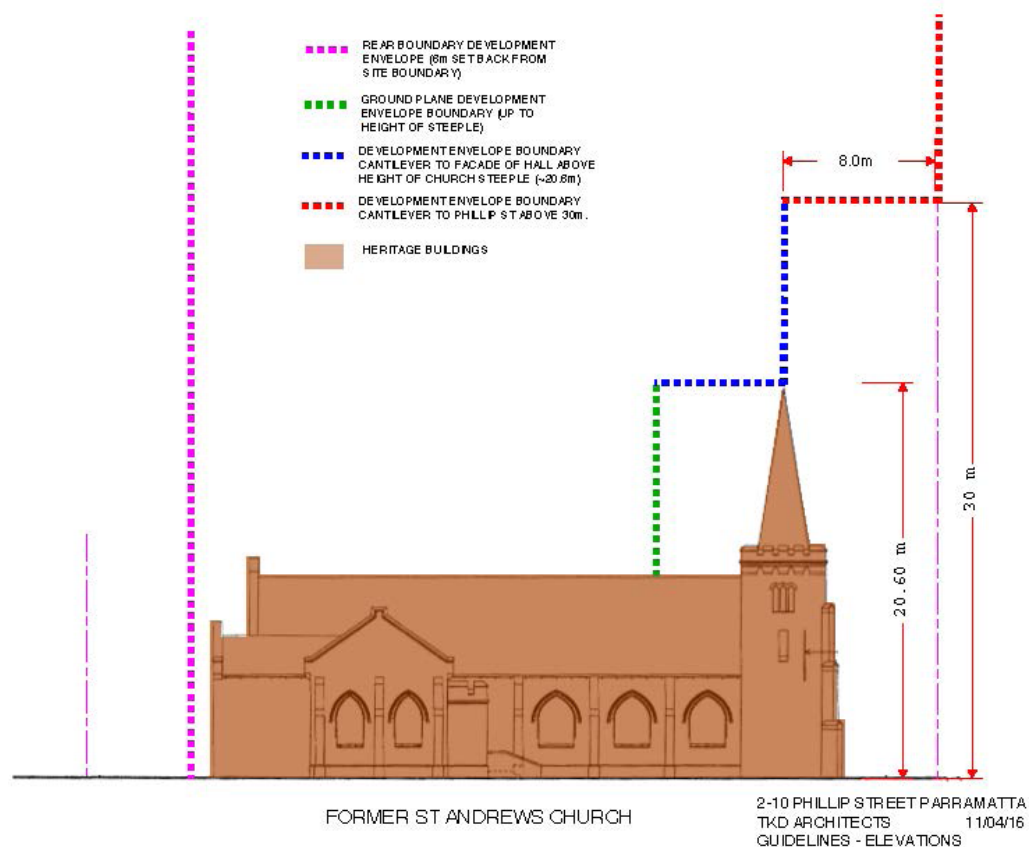 REAR BOUNDARY DEVELOPMENT
ENVELOPE (6m SETBACK FROM
SITE BOUNDARY)
GROUND PLANE DEVELOPMENT
ENVELOPE BOUNDARY (UP TO
HEIGHT OF STEEPLE)
DEVELOPMENT ENVELOPE BOUNDARY
CANTILEVER TO FACADE OF HALL ABOVE
HEIGHT OF CHURCH STEEPLE (~20.6m)
DEVELOPMENT ENVELOPE BOUNDARY
CANTILEVER TO PHILLIP ST ABOVE 30m.
HERITAGE BUILDINGS
8.0m
30 m
20.60 m
FORMER ST ANDREWS CHURCH
2-10 PHILLIP STREET PARRAMATTA
TKD ARCHITECTS 11/04/16
GUIDELINES - ELEVATIONS